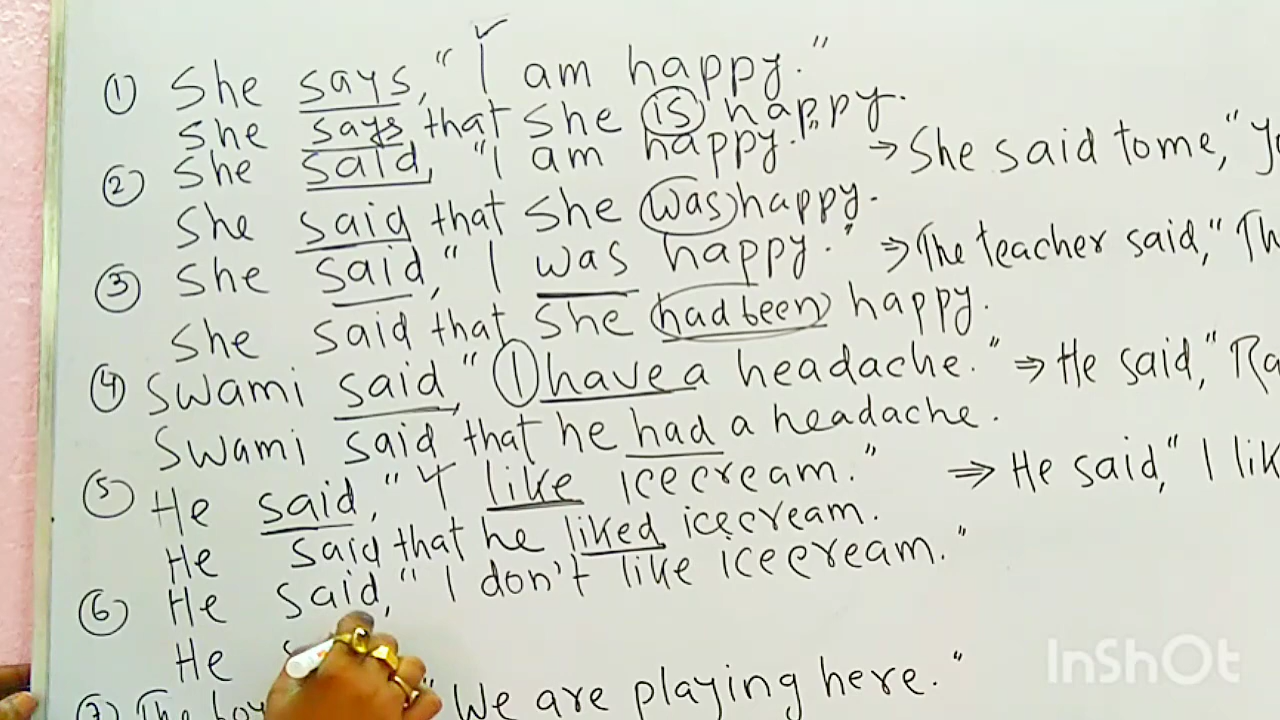 ① She says, "I am happy."
She says that she is happy.
② She said, "I am happy." ⇒ She said to me, "
She said that she was happy.
③ She said, "I was happy." ⇒ The teacher said, "
She said that she had been happy.
④ Swami said, "I have a headache." ⇒ He said, "
Swami said that he had a headache.
⑤ He said, "I like icecream." ⇒ He said, "I
He said that he liked icecream.
⑥ He said, "I don't like icecream."
He
⑦ The "We are playing here."
InShOt